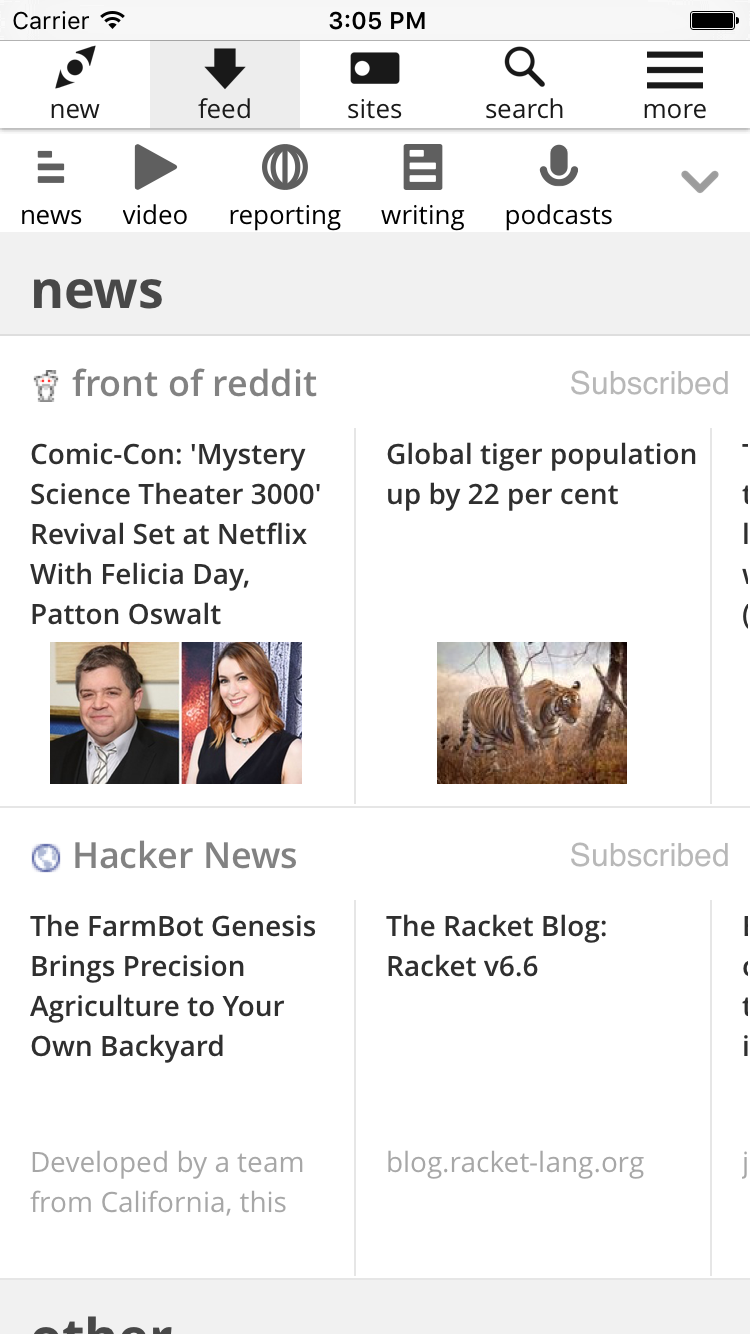 Carrier 3:05 PM
new feed sites search more
news video reporting writing podcasts
news
front of reddit Subscribed
Comic-Con: 'Mystery
Science Theater 3000'
Revival Set at Netflix
With Felicia Day,
Patton Oswalt
Global tiger population
up by 22 per cent
Hacker News Subscribed
The FarmBot Genesis
Brings Precision
Agriculture to Your
Own Backyard
Developed by a team
from California, this
The Racket Blog:
Racket v6.6
blog.racket-lang.org
other